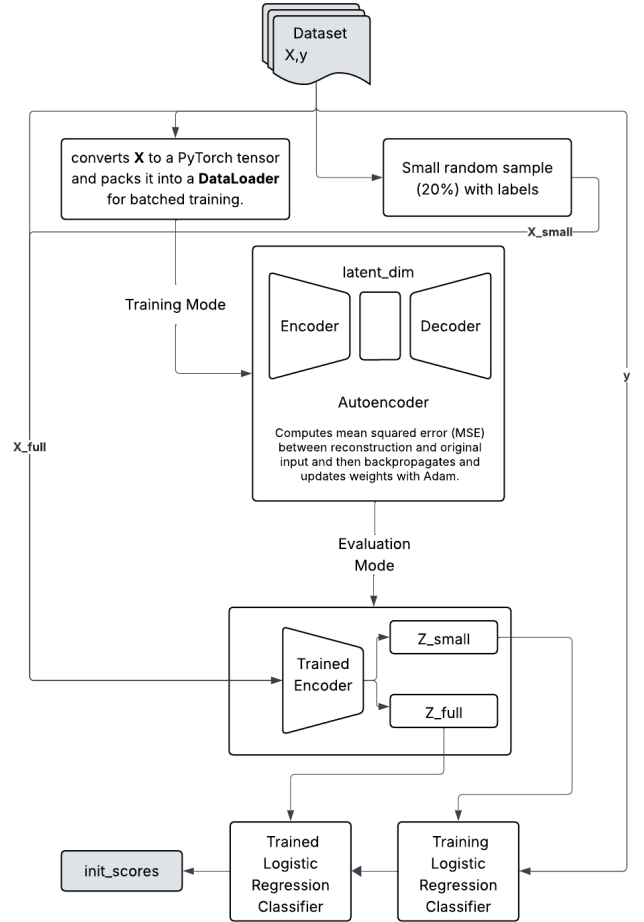 Dataset
X,y
converts X to a PyTorch tensor
and packs it into a DataLoader
for batched training.
Small random sample
(20%) with labels
X_small
latent_dim
Training Mode
Encoder
Decoder
y
Autoencoder
Computes mean squared error (MSE)
between reconstruction and original
input and then backpropagates and
updates weights with Adam.
X_full
Evaluation
Mode
Z_small
Trained
Encoder
Z_full
Trained
Logistic
Regression
Classifier
Training
Logistic
Regression
Classifier
init_scores